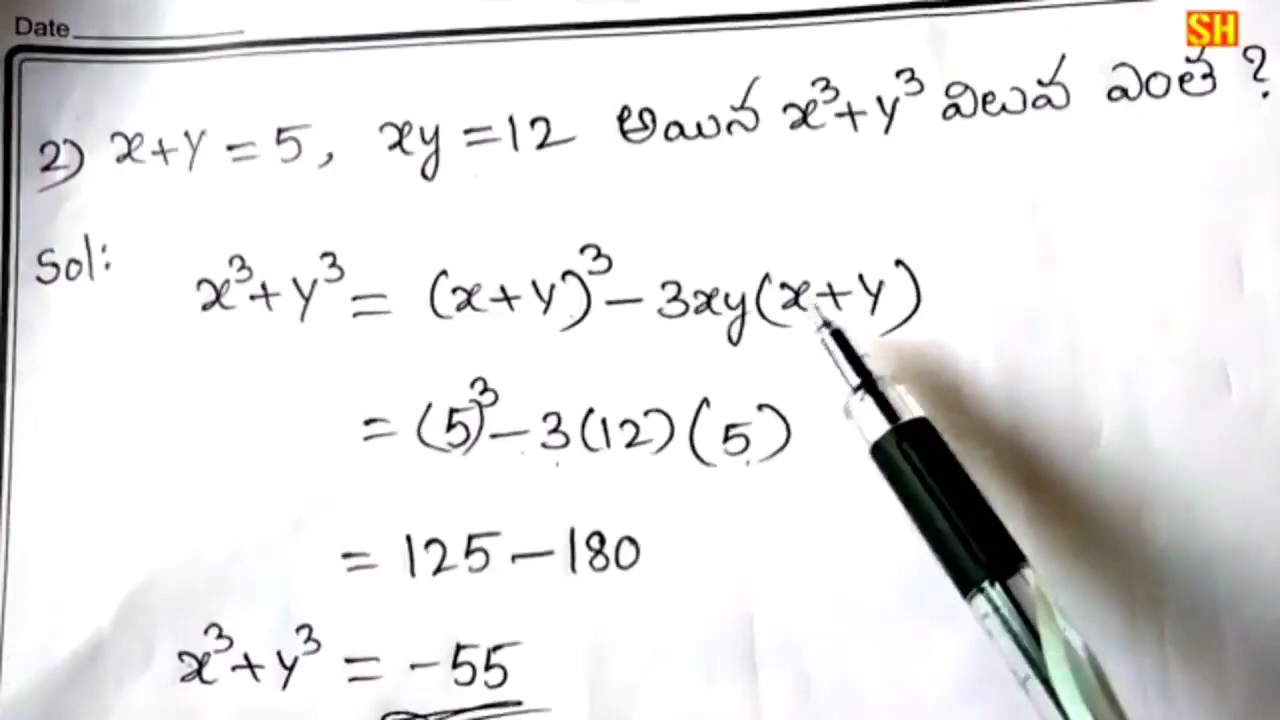 Date
SH
2) x+y = 5, xy = 12 అయిన x³+y³ విలువ ఎంత ?
Sol:
x³+y³ = (x+y)³ - 3xy(x+y)
= (5)³ - 3(12)(5)
= 125 - 180
x³+y³ = -55